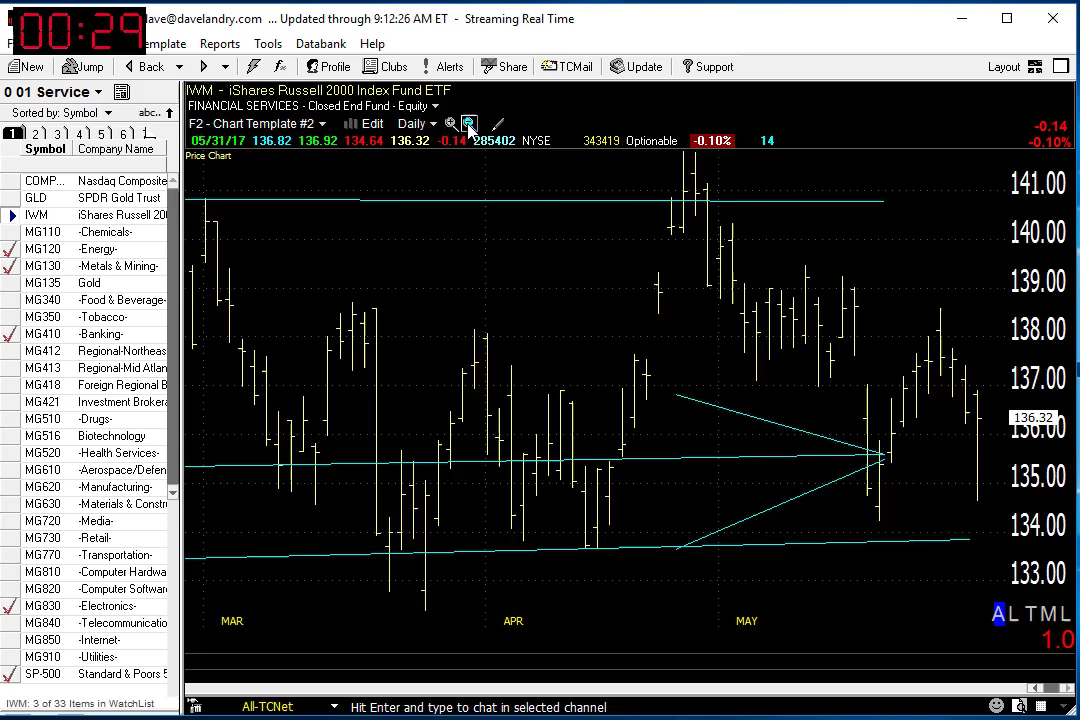 00:29
lave@davelandry.com ... Updated through 9:12:26 AM ET - Streaming Real Time
F emplate Reports Tools Databank Help
New Jump Back Profile Clubs Alerts Share TCMail Update Support Layout
0 01 Service
Sorted by: Symbol abc..
1 2 3 4 5 6
Symbol Company Name
COMP... Nasdaq Composite
GLD SPDR Gold Trust
IWM iShares Russell 20
MG110 -Chemicals-
MG120 -Energy-
MG130 -Metals & Mining-
MG135 Gold
MG340 -Food & Beverage-
MG350 -Tobacco-
MG410 -Banking-
MG412 Regional-Northeas
MG413 Regional-Mid Atlan
MG418 Foreign Regional B
MG421 Investment Brokera
MG510 -Drugs-
MG516 Biotechnology
MG520 -Health Services-
MG610 -Aerospace/Defen
MG620 -Manufacturing-
MG630 -Materials & Constru
MG720 -Media-
MG730 -Retail-
MG770 -Transportation-
MG810 -Computer Hardwa
MG820 -Computer Softwar
MG830 -Electronics-
MG840 -Telecommunicatio
MG850 -Internet-
MG910 -Utilities-
SP-500 Standard & Poors 5
IWM: 3 of 33 Items in WatchList
IWM - iShares Russell 2000 Index Fund ETF
FINANCIAL SERVICES - Closed End Fund - Equity
F2 - Chart Template #2 Edit Daily
05/31/17 136.82 136.92 134.64 136.32 -0.14 285402 NYSE 343419 Optionable -0.10% 14
-0.14
-0.10%
Price Chart
141.00
140.00
139.00
138.00
137.00
136.32
136.00
135.00
134.00
133.00
MAR APR MAY
A L T M L
1.0
All-TCNet Hit Enter and type to chat in selected channel